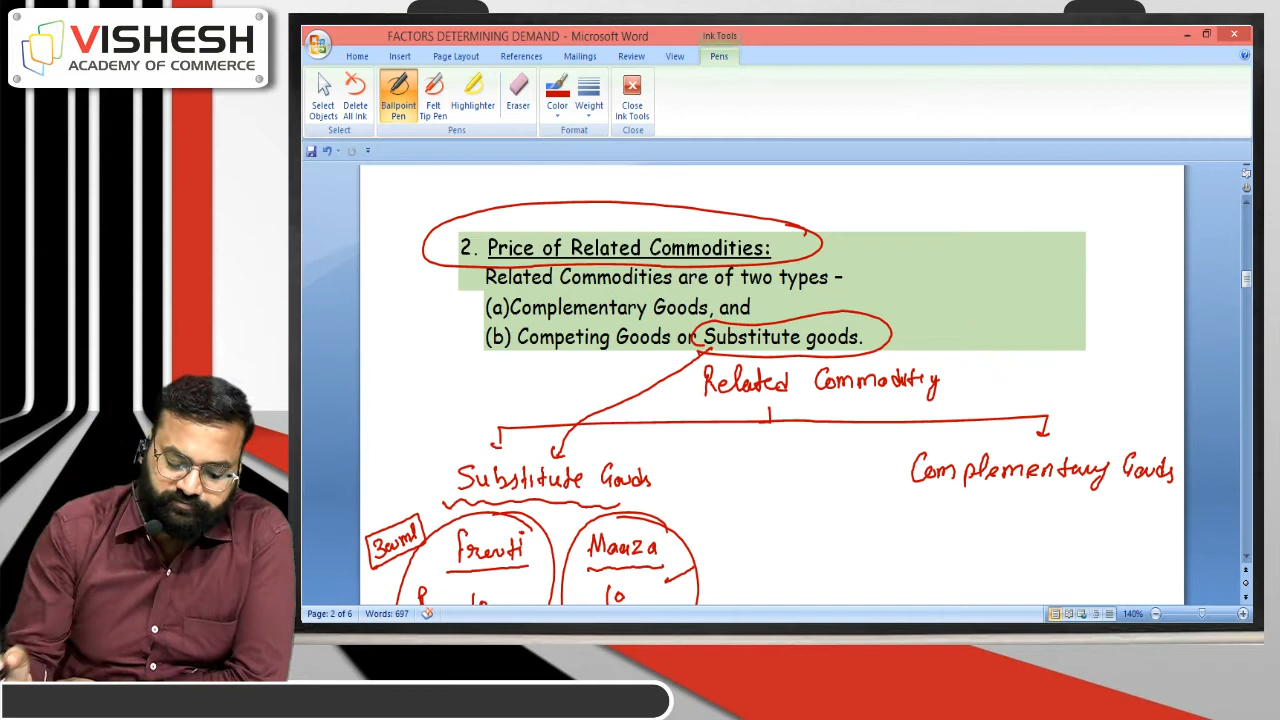 VISHESH
ACADEMY OF COMMERCE
FACTORS DETERMINING DEMAND - Microsoft Word
Ink Tools
Home Insert Page Layout References Mailings Review View Pens
Select Objects
Delete All Ink
Ballpoint Pen
Felt Tip Pen
Highlighter
Eraser
Color
Weight
Close Ink Tools
Select
Pens
Format
Close
2. Price of Related Commodities:
Related Commodities are of two types –
(a)Complementary Goods, and
(b) Competing Goods or Substitute goods.
Related Commodity
Substitute Goods
Complementary Goods
300ml
Frouti
Maaza
P 10 10
Page: 2 of 6 Words: 697
140%